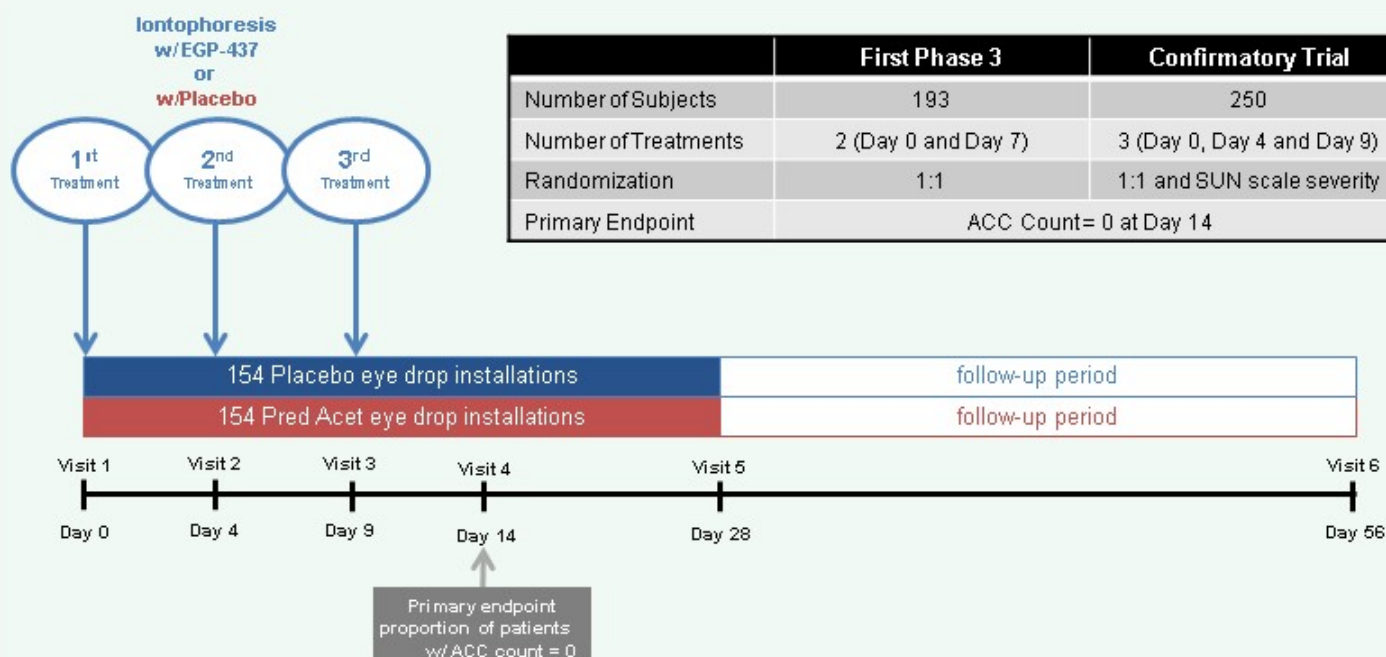 Iontophoresis
w/EGP-437
or
w/Placebo
1st
Treatment
2nd
Treatment
3rd
Treatment
First Phase 3 Confirmatory Trial
Number of Subjects 193 250
Number of Treatments 2 (Day 0 and Day 7) 3 (Day 0, Day 4 and Day 9)
Randomization 1:1 1:1 and SUN scale severity
Primary Endpoint ACC Count= 0 at Day 14
154 Placebo eye drop installations follow-up period
154 Pred Acet eye drop installations follow-up period
Visit 1 Visit 2 Visit 3 Visit 4 Visit 5 Visit 6
Day 0 Day 4 Day 9 Day 14 Day 28 Day 56
Primary endpoint
proportion of patients
w/ ACC count = 0